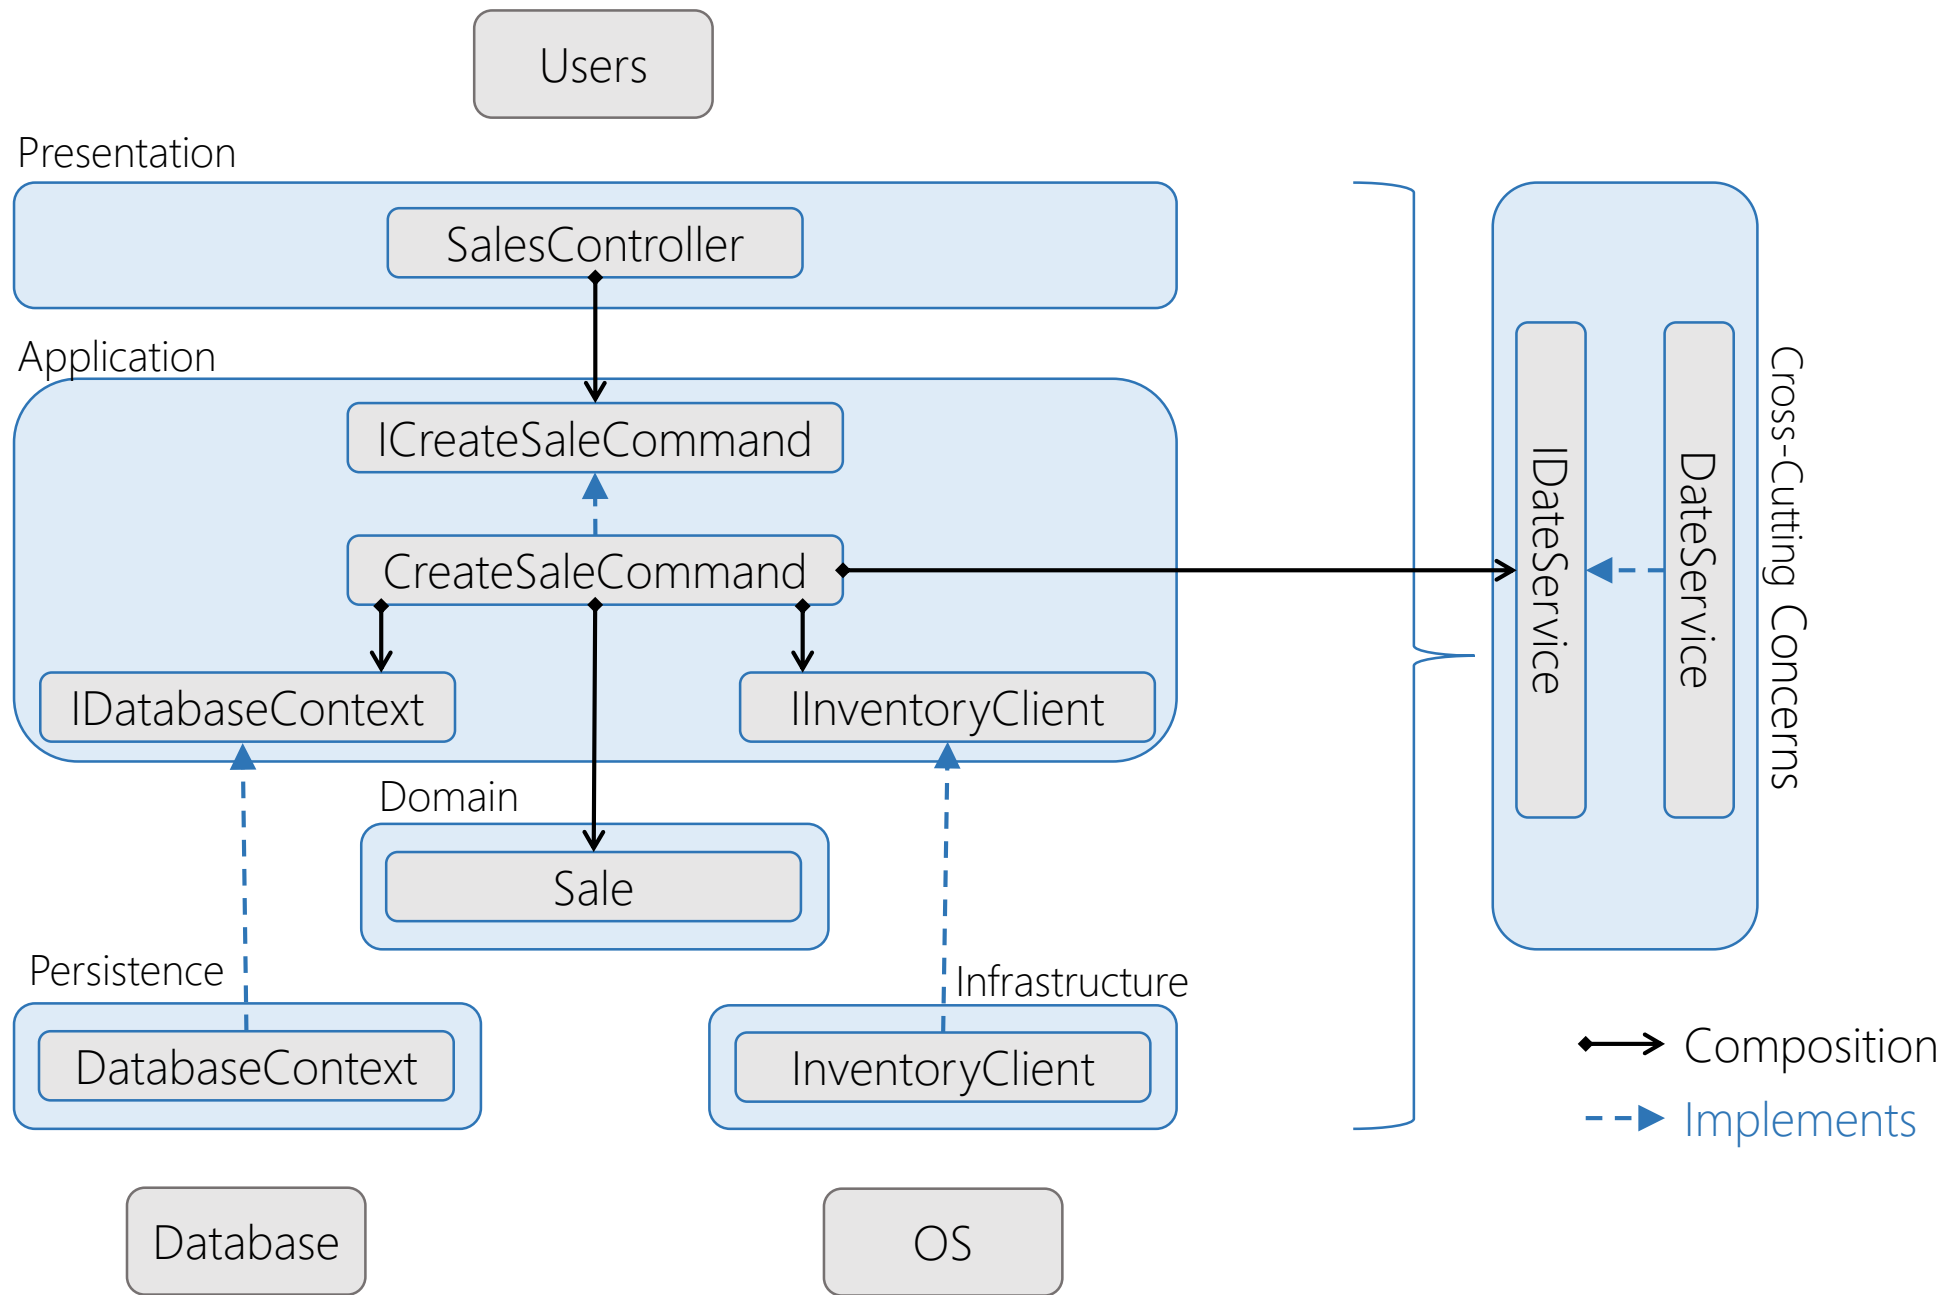 Users
Presentation
SalesController
Application
ICreateSaleCommand
CreateSaleCommand
IDatabaseContext
IInventoryClient
Domain
Sale
Persistence
DatabaseContext
Infrastructure
InventoryClient
Database
OS
IDateService
DateService
Cross-Cutting Concerns
Composition
Implements